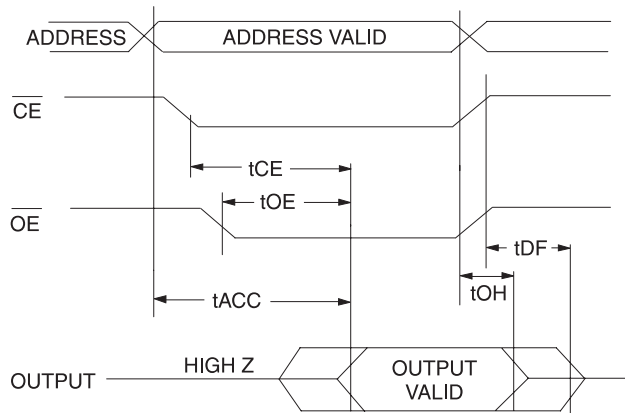 ADDRESS
ADDRESS VALID
CE
tCE
tOE
OE
tDF
tOH
tACC
HIGH Z
OUTPUT
OUTPUT
VALID